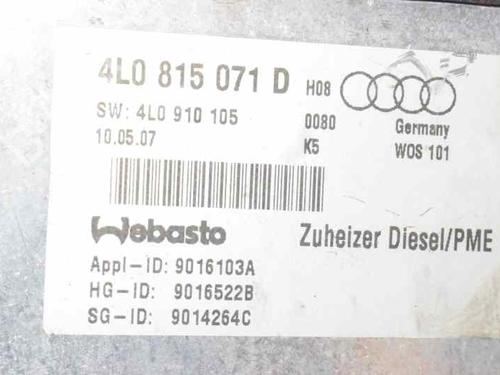 4L0 815 071 D H08
SW: 4L0 910 105 0080 Germany
10.05.07 K5 WOS 101
Webasto Zuheizer Diesel/PME
Appl-ID: 9016103A
HG-ID: 9016522B
SG-ID: 9014264C